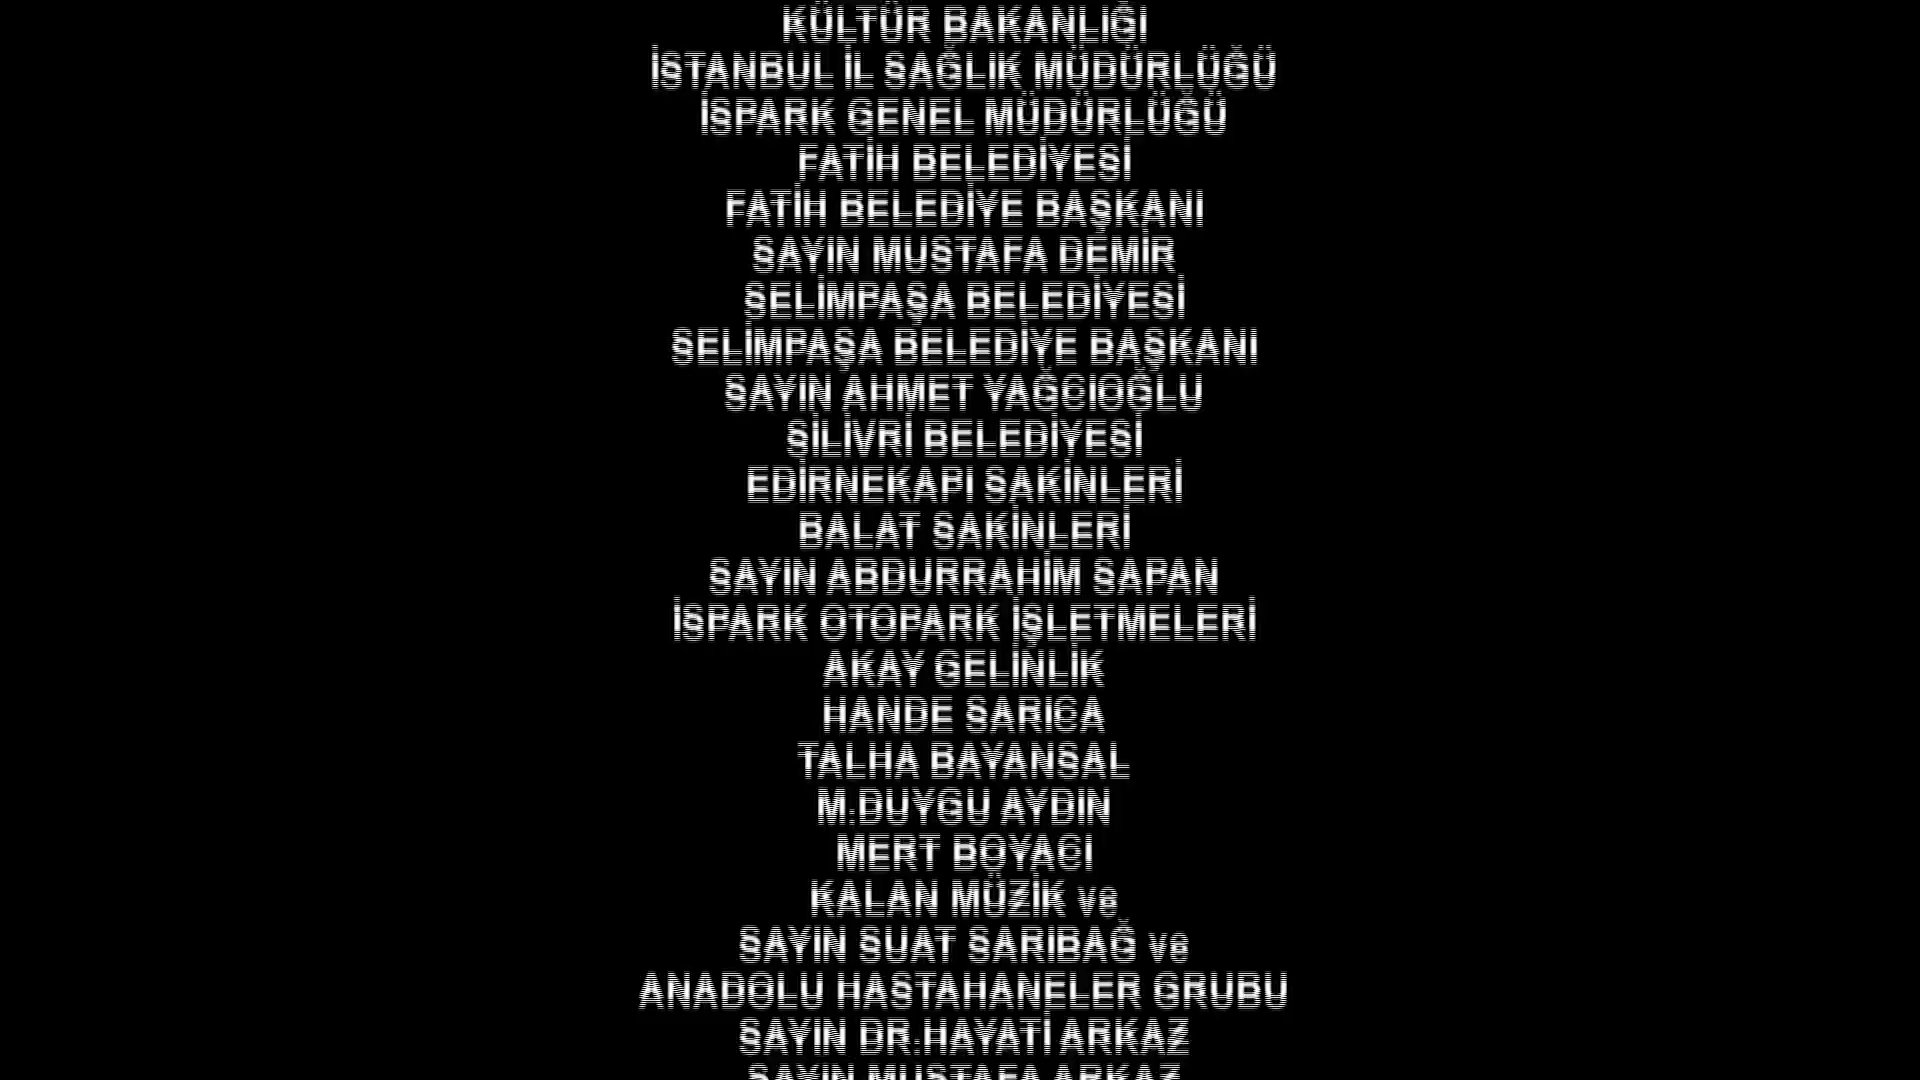 KÜLTÜR BAKANLIĞI
İSTANBUL İL SAĞLIK MÜDÜRLÜĞÜ
İSPARK GENEL MÜDÜRLÜĞÜ
FATİH BELEDİYESİ
FATİH BELEDİYE BAŞKANI
SAYIN MUSTAFA DEMİR
SELİMPAŞA BELEDİYESİ
SELİMPAŞA BELEDİYE BAŞKANI
SAYIN AHMET YAĞCIOĞLU
SİLİVRİ BELEDİYESİ
EDİRNEKAPI SAKİNLERİ
BALAT SAKİNLERİ
SAYIN ABDURRAHİM SAPAN
İSPARK OTOPARK İŞLETMELERİ
AKAY GELİNLİK
HANDE SARICA
TALHA BAYANSAL
M.DUYGU AYDIN
MERT BOYACI
KALAN MÜZİK ve
SAYIN SUAT SARIBAĞ ve
ANADOLU HASTAHANELER GRUBU
SAYIN DR.HAYATİ ARKAZ
SAYIN MUSTAFA ARKAZ